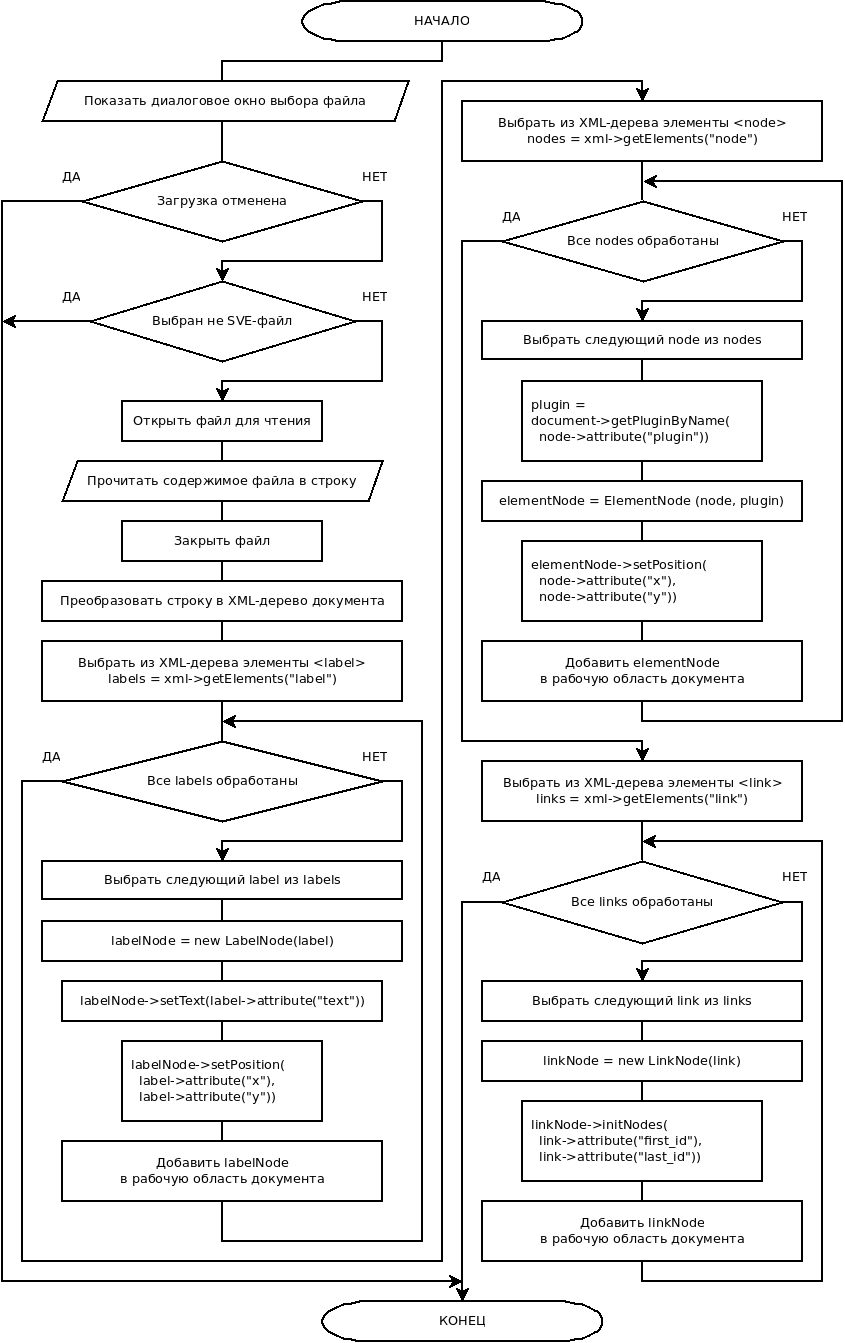 НАЧАЛО
Показать диалоговое окно выбора файла
ДА
НЕТ
Загрузка отменена
ДА
НЕТ
Выбран не SVE-файл
Открыть файл для чтения
Прочитать содержимое файла в строку
Закрыть файл
Преобразовать строку в XML-дерево документа
Выбрать из XML-дерева элементы <label>
labels = xml->getElements("label")
ДА
НЕТ
Все labels обработаны
Выбрать следующий label из labels
labelNode = new LabelNode(label)
labelNode->setText(label->attribute("text"))
labelNode->setPosition(
label->attribute("x"),
label->attribute("y"))
Добавить labelNode
в рабочую область документа
Выбрать из XML-дерева элементы <node>
nodes = xml->getElements("node")
ДА
НЕТ
Все nodes обработаны
Выбрать следующий node из nodes
plugin =
document->getPluginByName(
node->attribute("plugin"))
elementNode = ElementNode (node, plugin)
elementNode->setPosition(
node->attribute("x"),
node->attribute("y"))
Добавить elementNode
в рабочую область документа
Выбрать из XML-дерева элементы <link>
links = xml->getElements("link")
ДА
НЕТ
Все links обработаны
Выбрать следующий link из links
linkNode = new LinkNode(link)
linkNode->initNodes(
link->attribute("first_id"),
link->attribute("last_id"))
Добавить linkNode
в рабочую область документа
КОНЕЦ